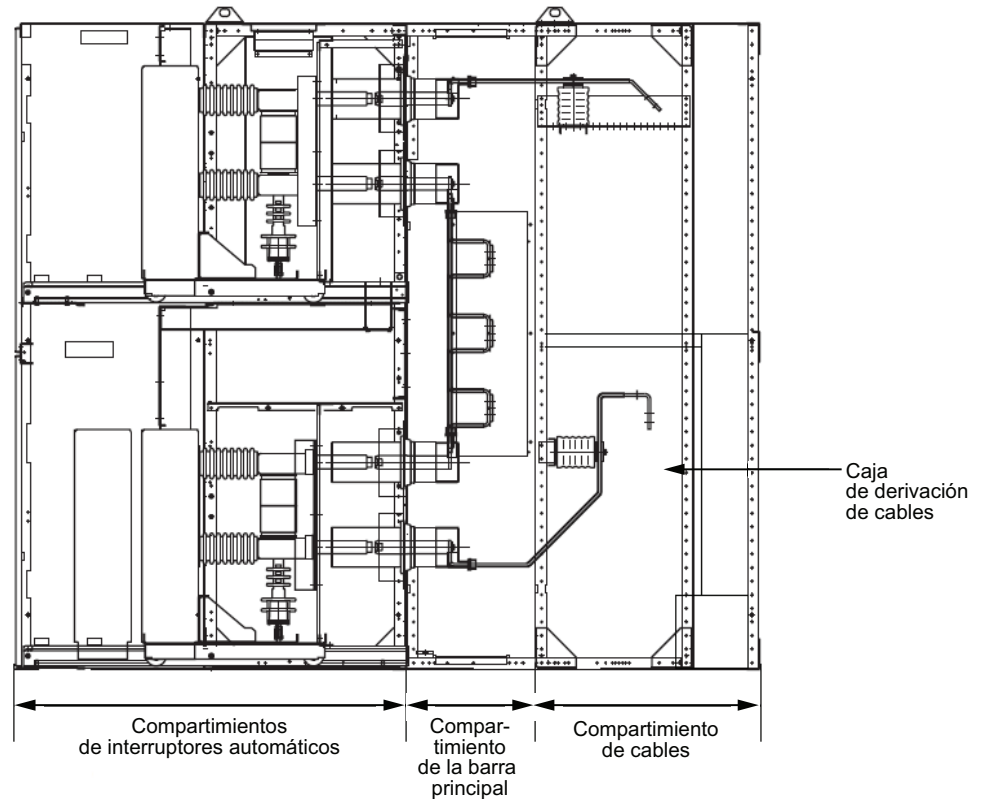 Caja
de derivación
de cables
Compartimientos
de interruptores automáticos
Compar-
timiento
de la barra
principal
Compartimiento
de cables